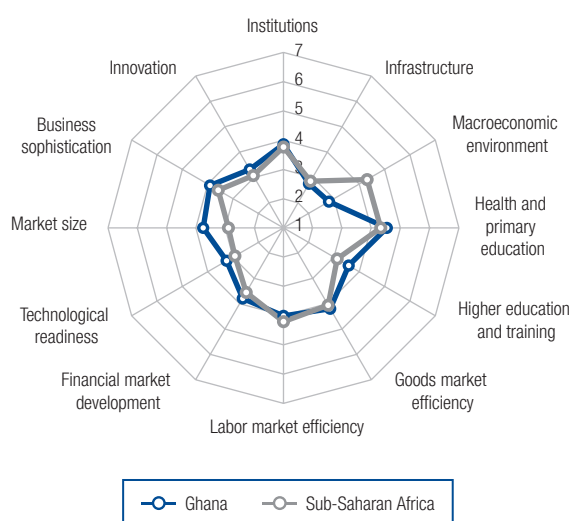 Institutions
7
6
5
4
3
2
1
Infrastructure
Macroeconomic
environment
Health and
primary
education
Higher education
and training
Goods market
efficiency
Labor market efficiency
Financial market
development
Technological
readiness
Market size
Business
sophistication
Innovation
Ghana
Sub-Saharan Africa